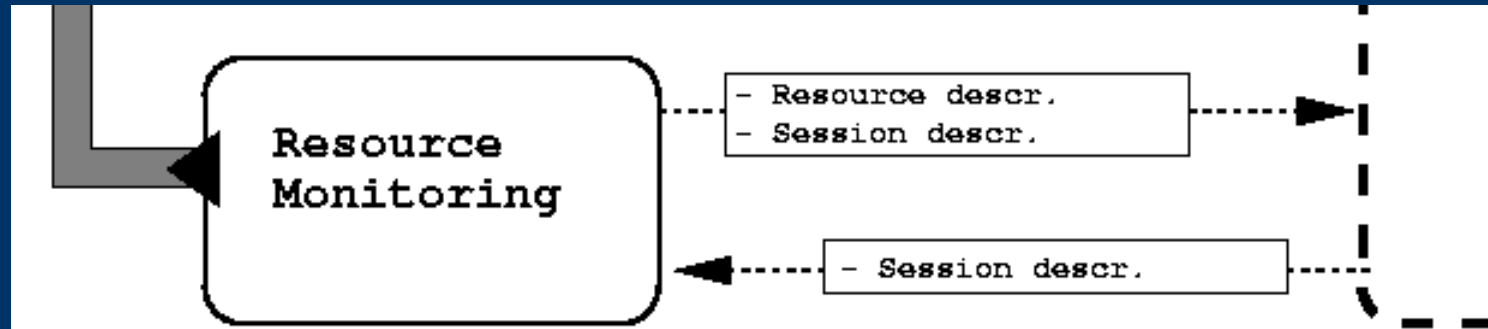 Resource
Monitoring
- Resource descr.
- Session descr.
- Session descr.